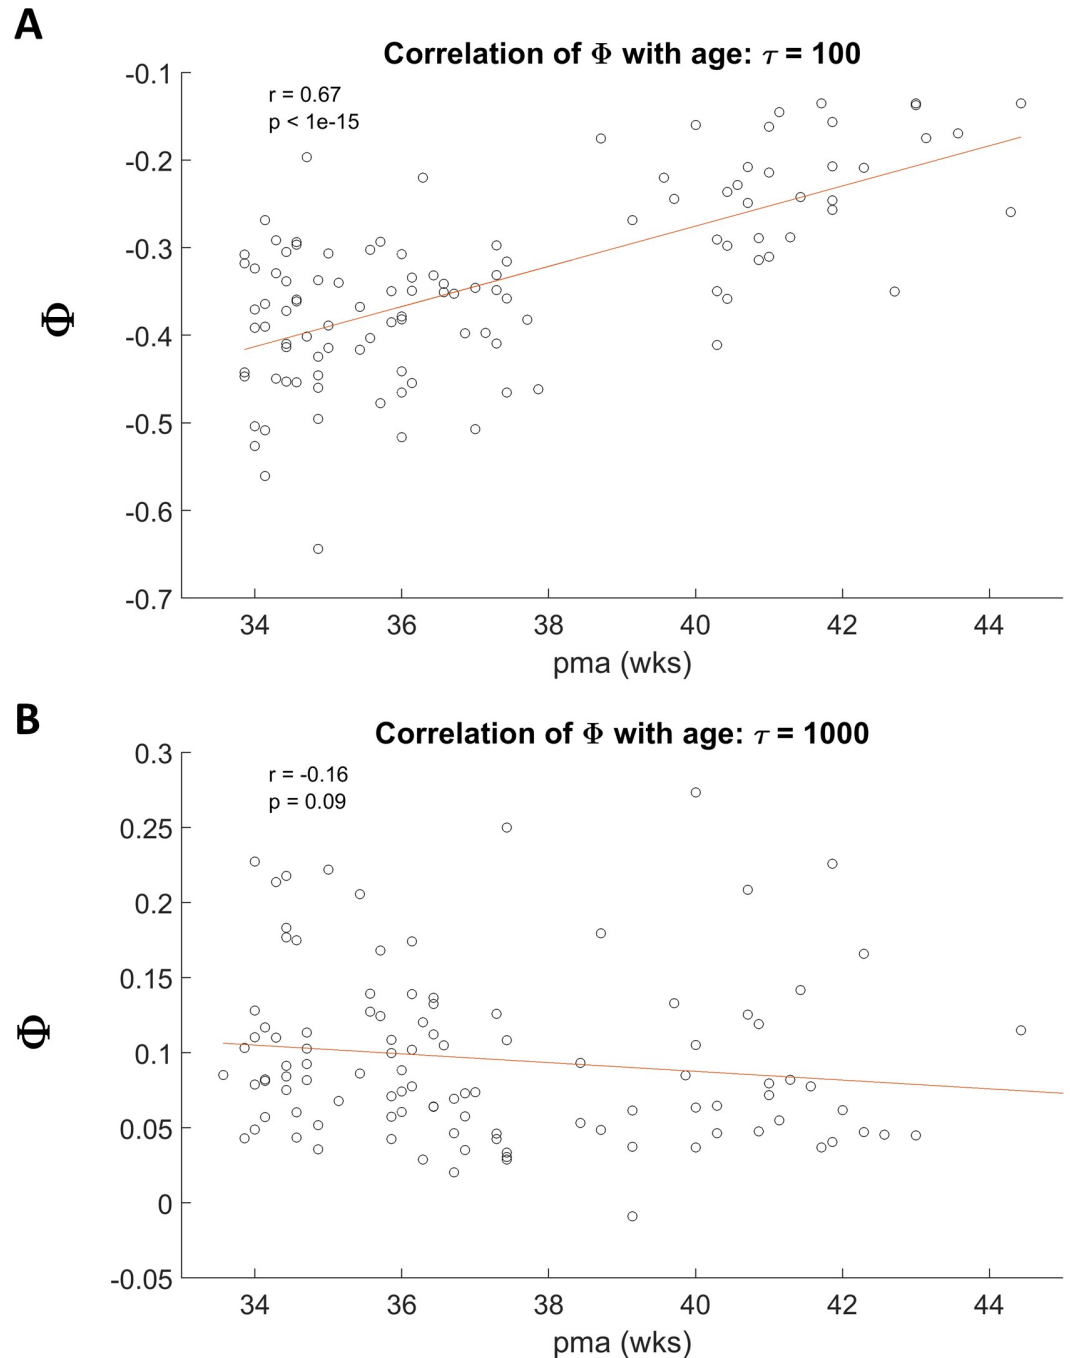 A
Correlation of Φ with age: τ = 100
r = 0.67
p < 1e-15
-0.1
-0.2
-0.3
-0.4
-0.5
-0.6
-0.7
Φ
34 36 38 40 42 44
pma (wks)
B
Correlation of Φ with age: τ = 1000
r = -0.16
p = 0.09
0.3
0.25
0.2
0.15
0.1
0.05
0
-0.05
Φ
34 36 38 40 42 44
pma (wks)